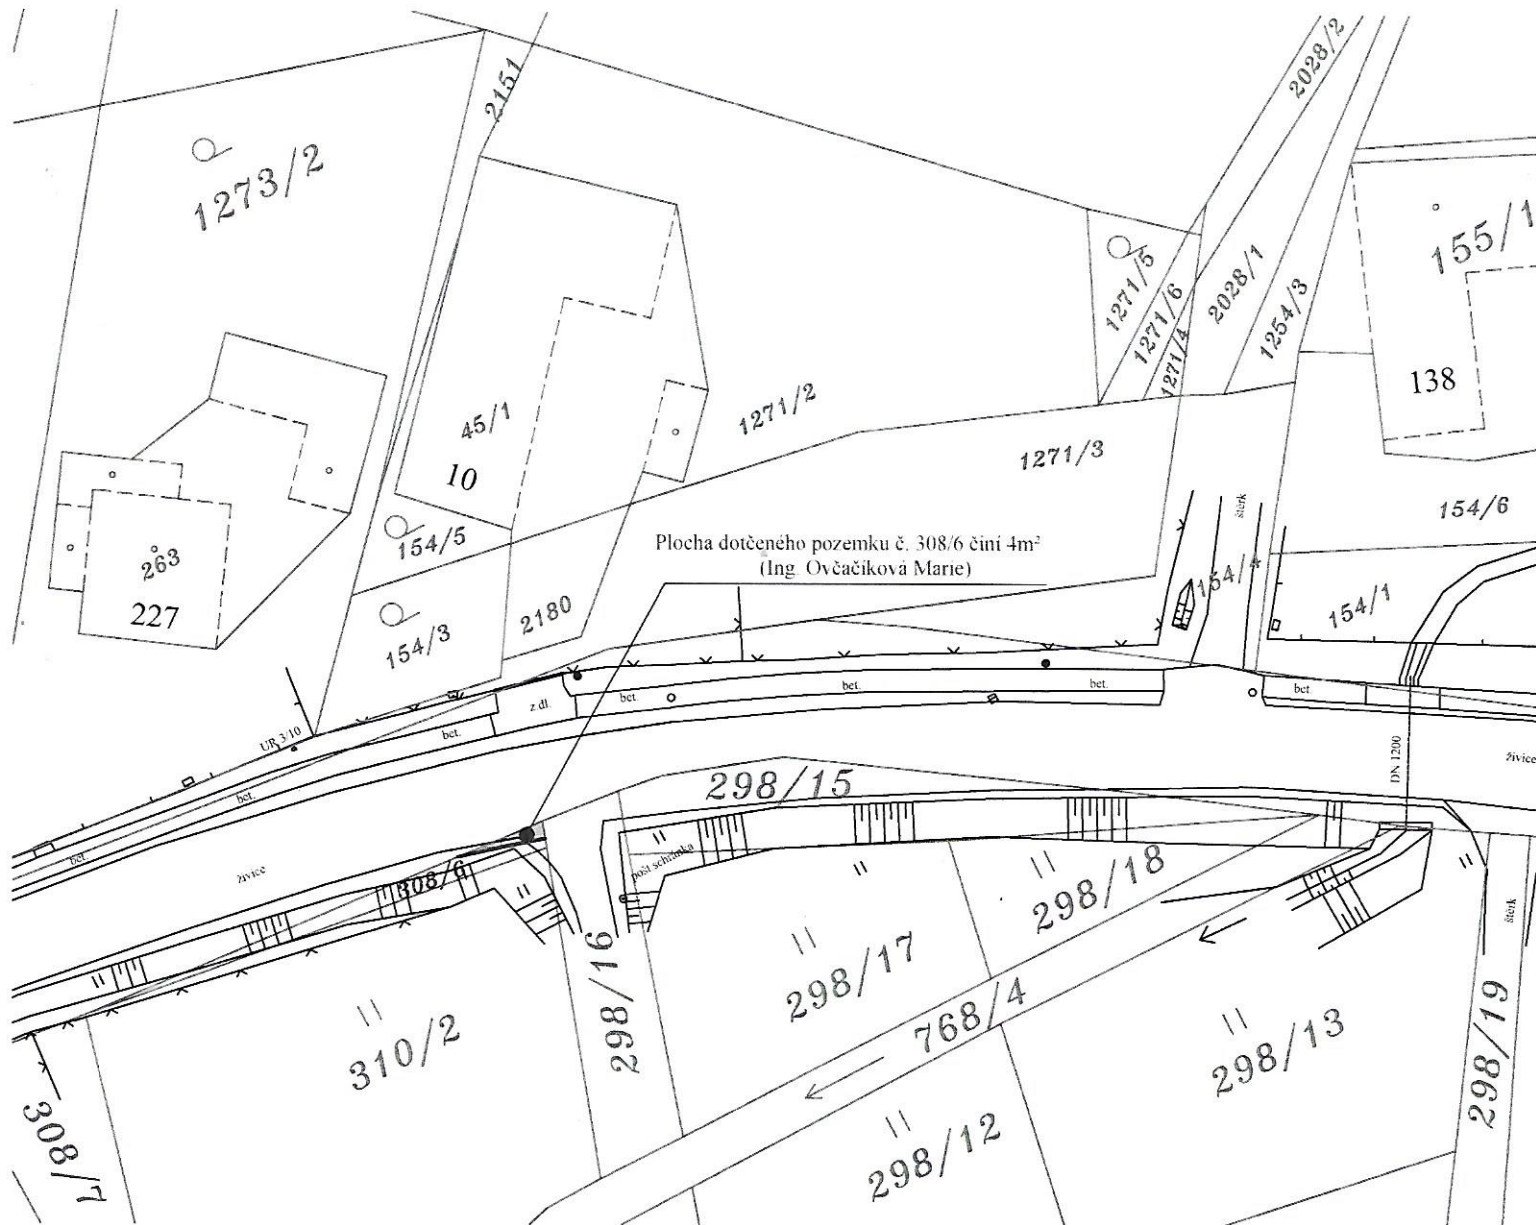 2151
2028/2
1273/2
155/1
1271/5
1271/6
1271/4
2028/1
1254/3
138
45/1
10
1271/2
1271/3
154/6
štěrk
154/5
Plocha dotčeného pozemku č. 308/6 činí 4m²
(Ing. Ovčačíková Marie)
263
227
154/4
154/1
2180
154/3
bet.
bet.
bet.
bet.
z dl.
UR 3/10
bet.
DN 1200
živice
298/15
bet.
bet.
živice
308/6
pošt schránka
298/18
štěrk
298/17
298/16
768/4
298/19
310/2
298/13
308/7
298/12